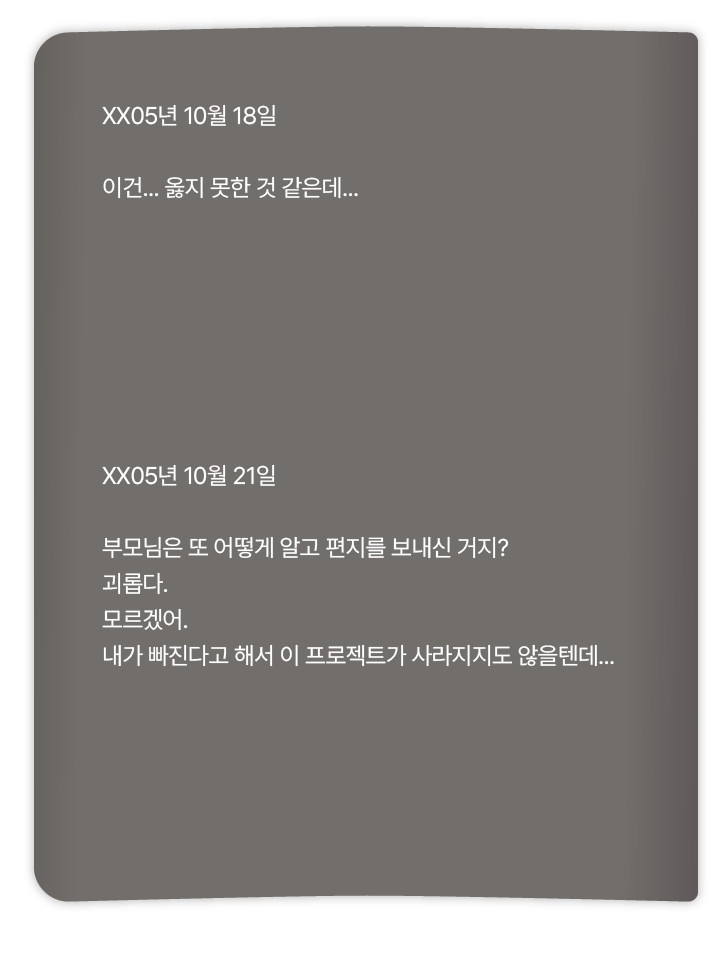 XX05년 10월 18일
이건... 옳지 못한 것 같은데...
XX05년 10월 21일
부모님은 또 어떻게 알고 편지를 보내신 거지?
괴롭다.
모르겠어.
내가 빠진다고 해서 이 프로젝트가 사라지지도 않을텐데...